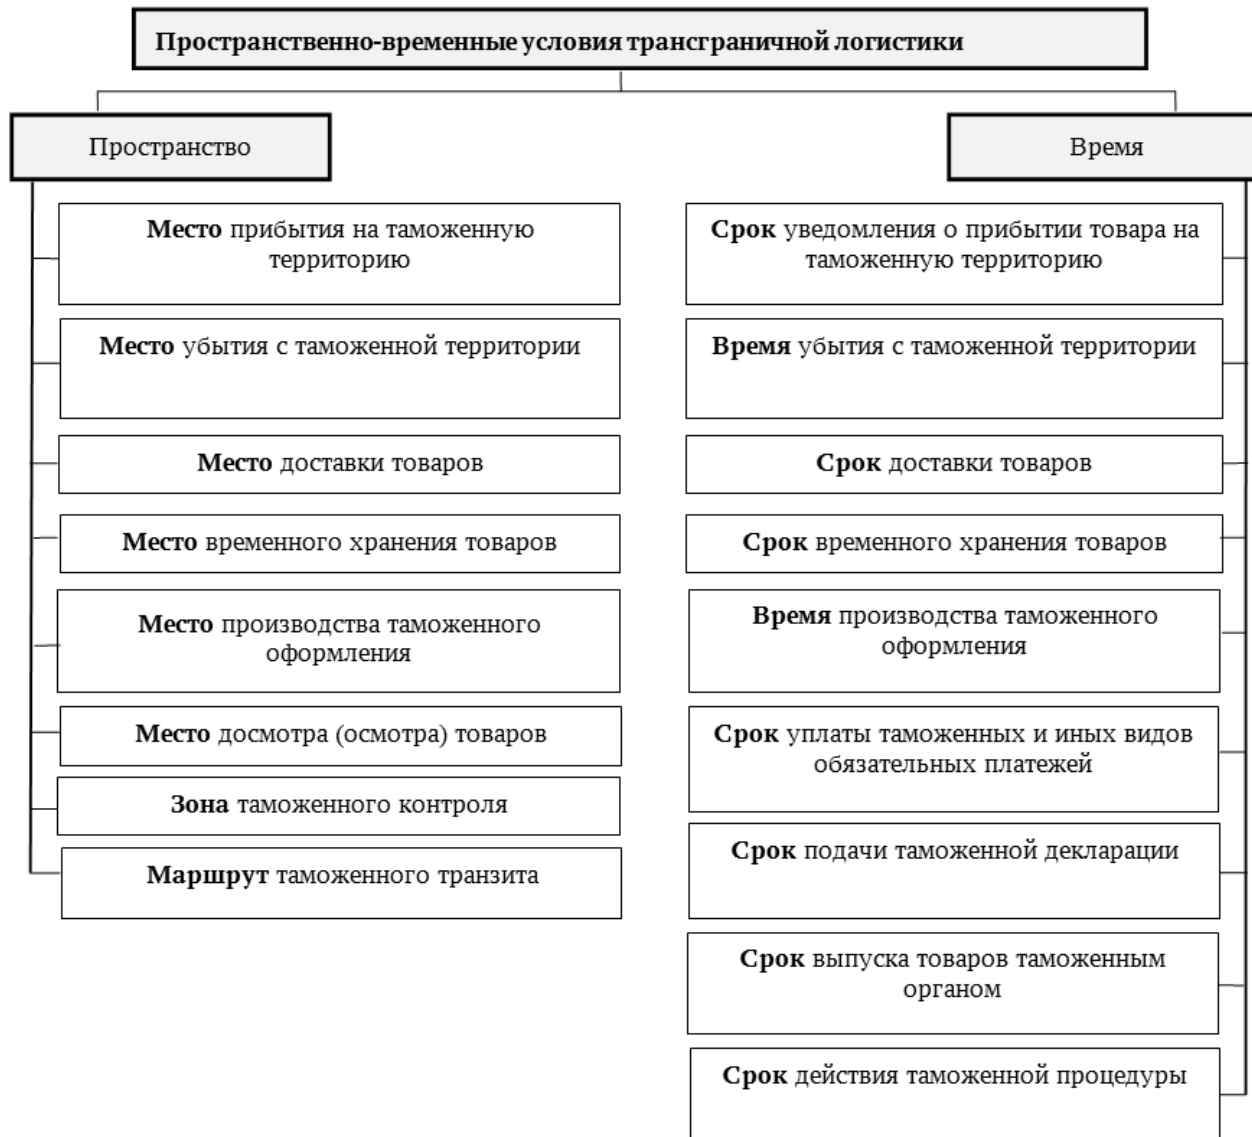 Пространственно-временные условия трансграничной логистики
Пространство
Место прибытия на таможенную
территорию
Место убытия с таможенной территории
Место доставки товаров
Место временного хранения товаров
Место производства таможенного
оформления
Место досмотра (осмотра) товаров
Зона таможенного контроля
Маршрут таможенного транзита
Время
Срок уведомления о прибытии товара на
таможенную территорию
Время убытия с таможенной территории
Срок доставки товаров
Срок временного хранения товаров
Время производства таможенного
оформления
Срок уплаты таможенных и иных видов
обязательных платежей
Срок подачи таможенной декларации
Срок выпуска товаров таможенным
органом
Срок действия таможенной процедуры